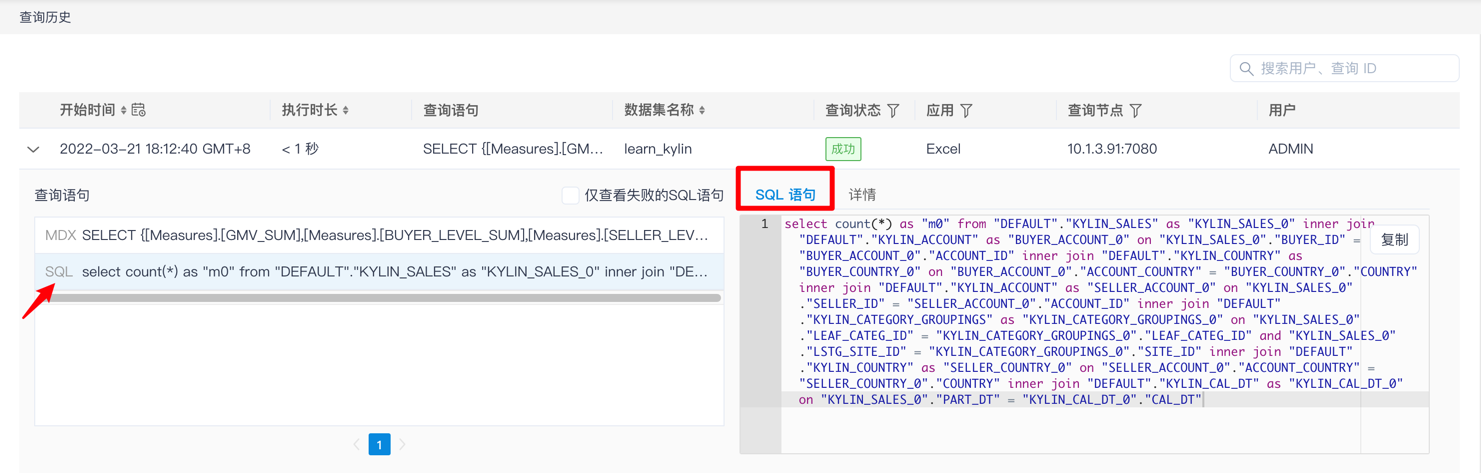 查询历史
搜索用户、查询 ID
开始时间 执行时长 查询语句 数据集名称 查询状态 应用 查询节点 用户
2022-03-21 18:12:40 GMT+8 < 1 秒 SELECT {[Measures].[GM... learn_kylin 成功 Excel 10.1.3.91:7080 ADMIN
查询语句 仅查看失败的SQL语句
MDX SELECT {[Measures].[GMV_SUM],[Measures].[BUYER_LEVEL_SUM],[Measures].[SELLER_LEV...
SQL select count(*) as "m0" from "DEFAULT"."KYLIN_SALES" as "KYLIN_SALES_0" inner join "DE...
1
SQL 语句 详情
1 select count(*) as "m0" from "DEFAULT"."KYLIN_SALES" as "KYLIN_SALES_0" inner join
"DEFAULT"."KYLIN_ACCOUNT" as "BUYER_ACCOUNT_0" on "KYLIN_SALES_0"."BUYER_ID" =
复制
"BUYER_ACCOUNT_0"."ACCOUNT_ID" inner join "DEFAULT"."KYLIN_COUNTRY" as
"BUYER_COUNTRY_0" on "BUYER_ACCOUNT_0"."ACCOUNT_COUNTRY" = "BUYER_COUNTRY_0"."COUNTRY"
inner join "DEFAULT"."KYLIN_ACCOUNT" as "SELLER_ACCOUNT_0" on "KYLIN_SALES_0"
."SELLER_ID" = "SELLER_ACCOUNT_0"."ACCOUNT_ID" inner join "DEFAULT"
."KYLIN_CATEGORY_GROUPINGS" as "KYLIN_CATEGORY_GROUPINGS_0" on "KYLIN_SALES_0"
."LEAF_CATEG_ID" = "KYLIN_CATEGORY_GROUPINGS_0"."LEAF_CATEG_ID" and "KYLIN_SALES_0"
."LSTG_SITE_ID" = "KYLIN_CATEGORY_GROUPINGS_0"."SITE_ID" inner join "DEFAULT"
."KYLIN_COUNTRY" as "SELLER_COUNTRY_0" on "SELLER_ACCOUNT_0"."ACCOUNT_COUNTRY" =
"SELLER_COUNTRY_0"."COUNTRY" inner join "DEFAULT"."KYLIN_CAL_DT" as "KYLIN_CAL_DT_0"
on "KYLIN_SALES_0"."PART_DT" = "KYLIN_CAL_DT_0"."CAL_DT"